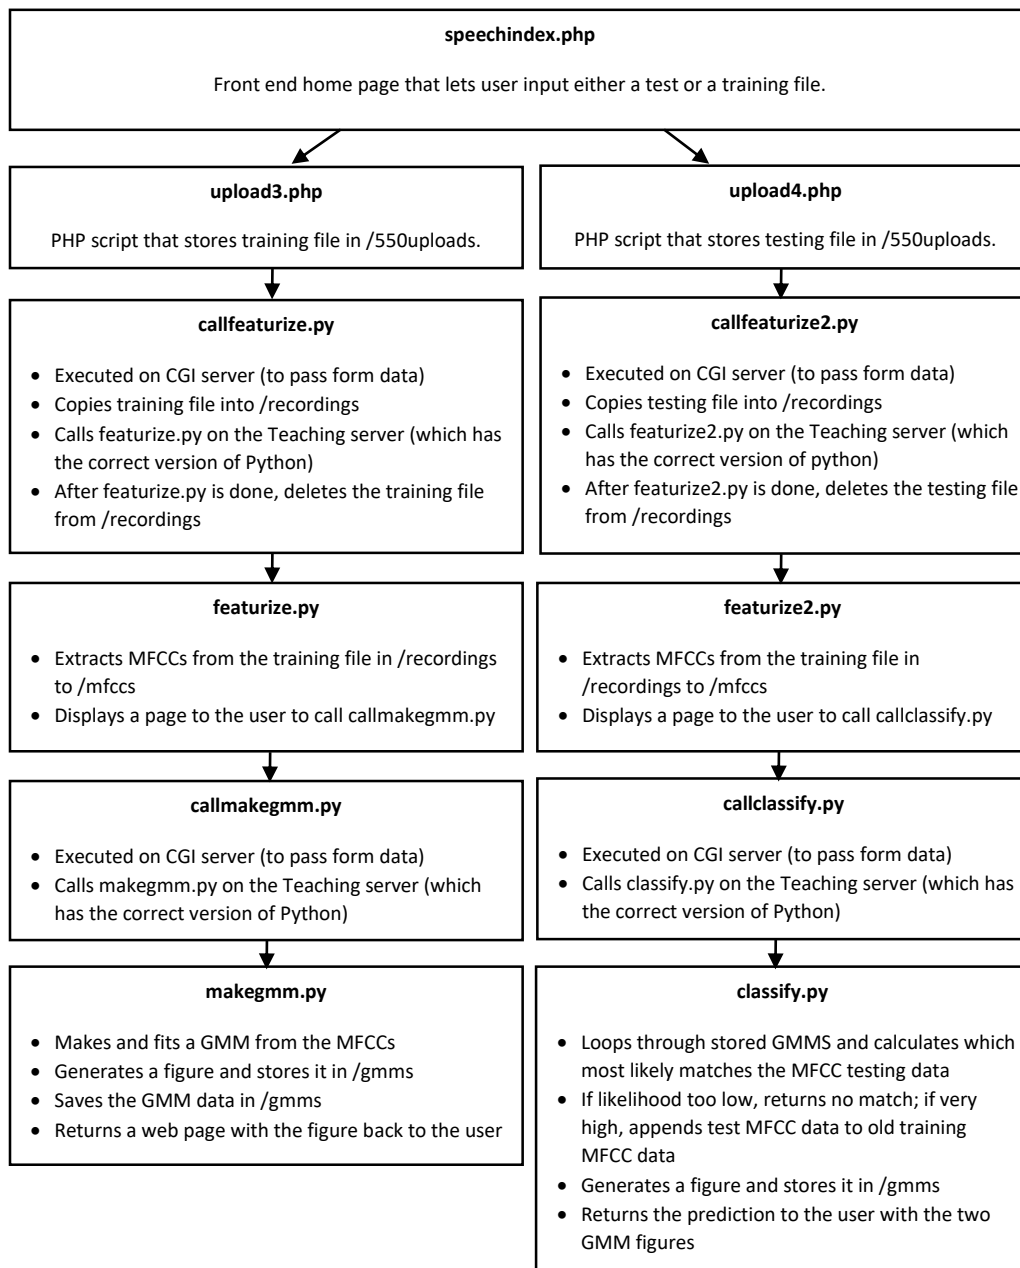 speechindex.php
Front end home page that lets user input either a test or a training file.
upload3.php
PHP script that stores training file in /550uploads.
upload4.php
PHP script that stores testing file in /550uploads.
callfeaturize.py
• Executed on CGI server (to pass form data)
• Copies training file into /recordings
• Calls featurize.py on the Teaching server (which has
the correct version of Python)
• After featurize.py is done, deletes the training file
from /recordings
callfeaturize2.py
• Executed on CGI server (to pass form data)
• Copies testing file into /recordings
• Calls featurize2.py on the Teaching server (which
has the correct version of python)
• After featurize2.py is done, deletes the testing file
from /recordings
featurize.py
• Extracts MFCCs from the training file in /recordings
to /mfccs
• Displays a page to the user to call callmakegmm.py
featurize2.py
• Extracts MFCCs from the training file in
/recordings to /mfccs
• Displays a page to the user to call callclassify.py
callmakegmm.py
• Executed on CGI server (to pass form data)
• Calls makegmm.py on the Teaching server (which
has the correct version of Python)
callclassify.py
• Executed on CGI server (to pass form data)
• Calls classify.py on the Teaching server (which has
the correct version of Python)
makegmm.py
• Makes and fits a GMM from the MFCCs
• Generates a figure and stores it in /gmms
• Saves the GMM data in /gmms
• Returns a web page with the figure back to the user
classify.py
• Loops through stored GMMS and calculates which
most likely matches the MFCC testing data
• If likelihood too low, returns no match; if very
high, appends test MFCC data to old training
MFCC data
• Generates a figure and stores it in /gmms
• Returns the prediction to the user with the two
GMM figures